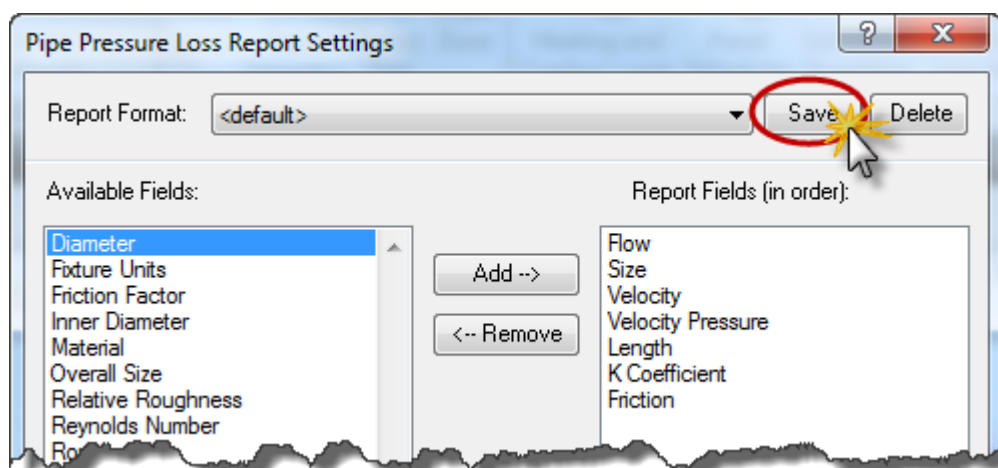 Pipe Pressure Loss Report Settings
Report Format: <default> Save Delete
Available Fields: Report Fields (in order):
Diameter
Fixture Units
Friction Factor
Inner Diameter
Material
Overall Size
Relative Roughness
Reynolds Number
Add -->
<-- Remove
Flow
Size
Velocity
Velocity Pressure
Length
K Coefficient
Friction